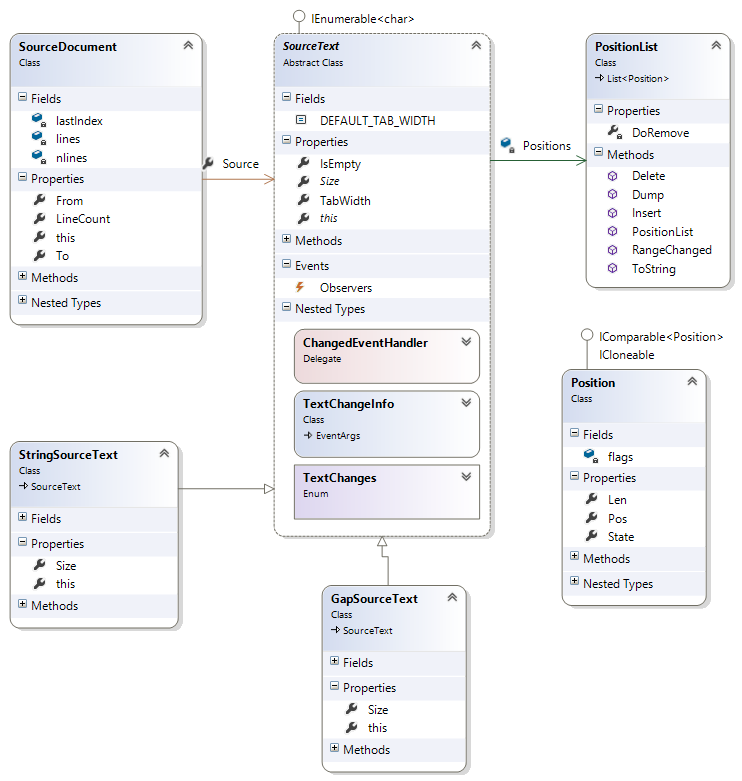 IEnumerable<char>
SourceDocument
Class
Fields
lastIndex
lines
nlines
Properties
From
LineCount
this
To
Methods
Nested Types
Source
SourceText
Abstract Class
Fields
DEFAULT_TAB_WIDTH
Properties
IsEmpty
Size
TabWidth
this
Methods
Events
Observers
Nested Types
ChangedEventHandler
Delegate
TextChangeInfo
Class
EventArgs
TextChanges
Enum
Positions
PositionList
Class
List<Position>
Properties
DoRemove
Methods
Delete
Dump
Insert
PositionList
RangeChanged
ToString
IComparable<Position>
ICloneable
Position
Class
Fields
flags
Properties
Len
Pos
State
Methods
Nested Types
StringSourceText
Class
SourceText
Fields
Properties
Size
this
Methods
GapSourceText
Class
SourceText
Fields
Properties
Size
this
Methods